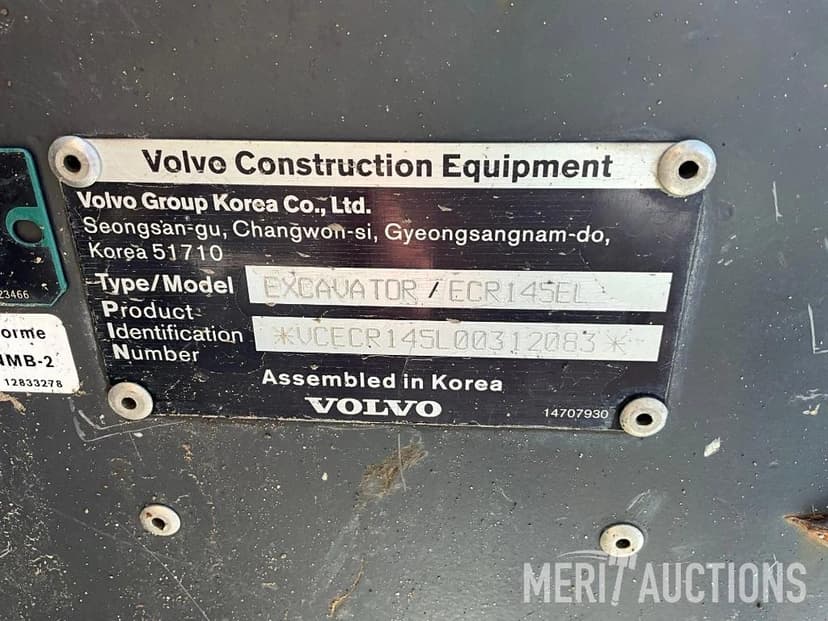 Volvo Construction Equipment
Volvo Group Korea Co., Ltd.
Seongsan-gu, Changwon-si, Gyeongsangnam-do,
Korea 51710
Type/Model EXCAVATOR/ECR145EL
Product
Identification
Number *VCECR145L00312083*
Assembled in Korea
VOLVO 14707930
23466
orme
NMB-2
12833278
MERIT AUCTIONS